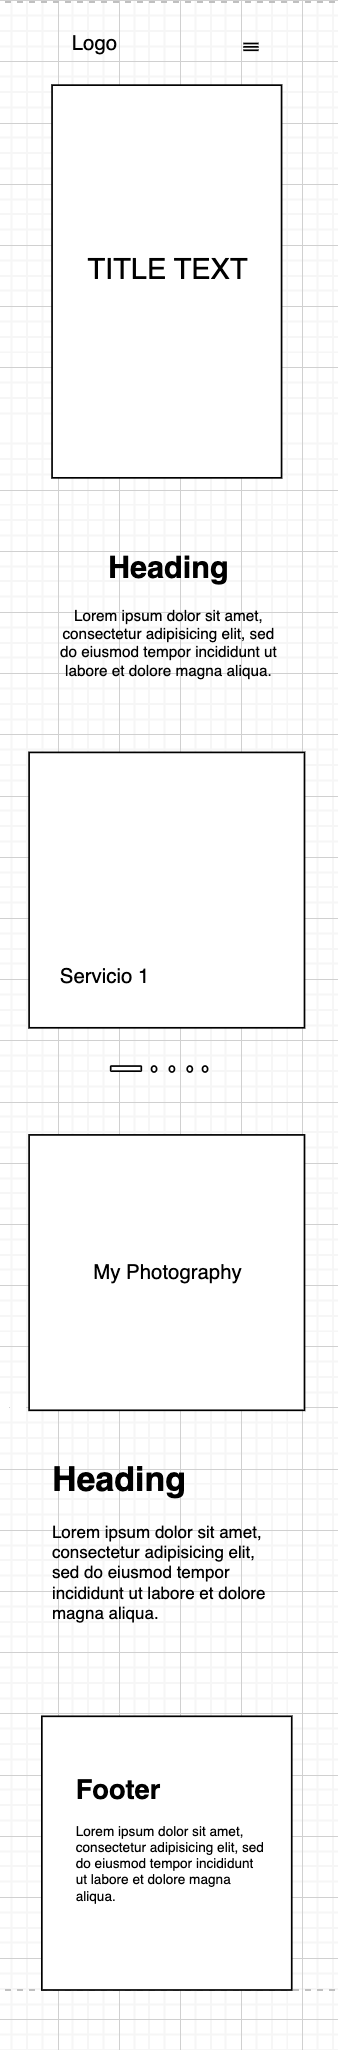 Logo
TITLE TEXT
Heading
Lorem ipsum dolor sit amet,
consectetur adipisicing elit, sed
do eiusmod tempor incididunt ut
labore et dolore magna aliqua.
Servicio 1
My Photography
Heading
Lorem ipsum dolor sit amet,
consectetur adipisicing elit,
sed do eiusmod tempor
incididunt ut labore et dolore
magna aliqua.
Footer
Lorem ipsum dolor sit amet,
consectetur adipisicing elit, sed
do eiusmod tempor incididunt
ut labore et dolore magna
aliqua.